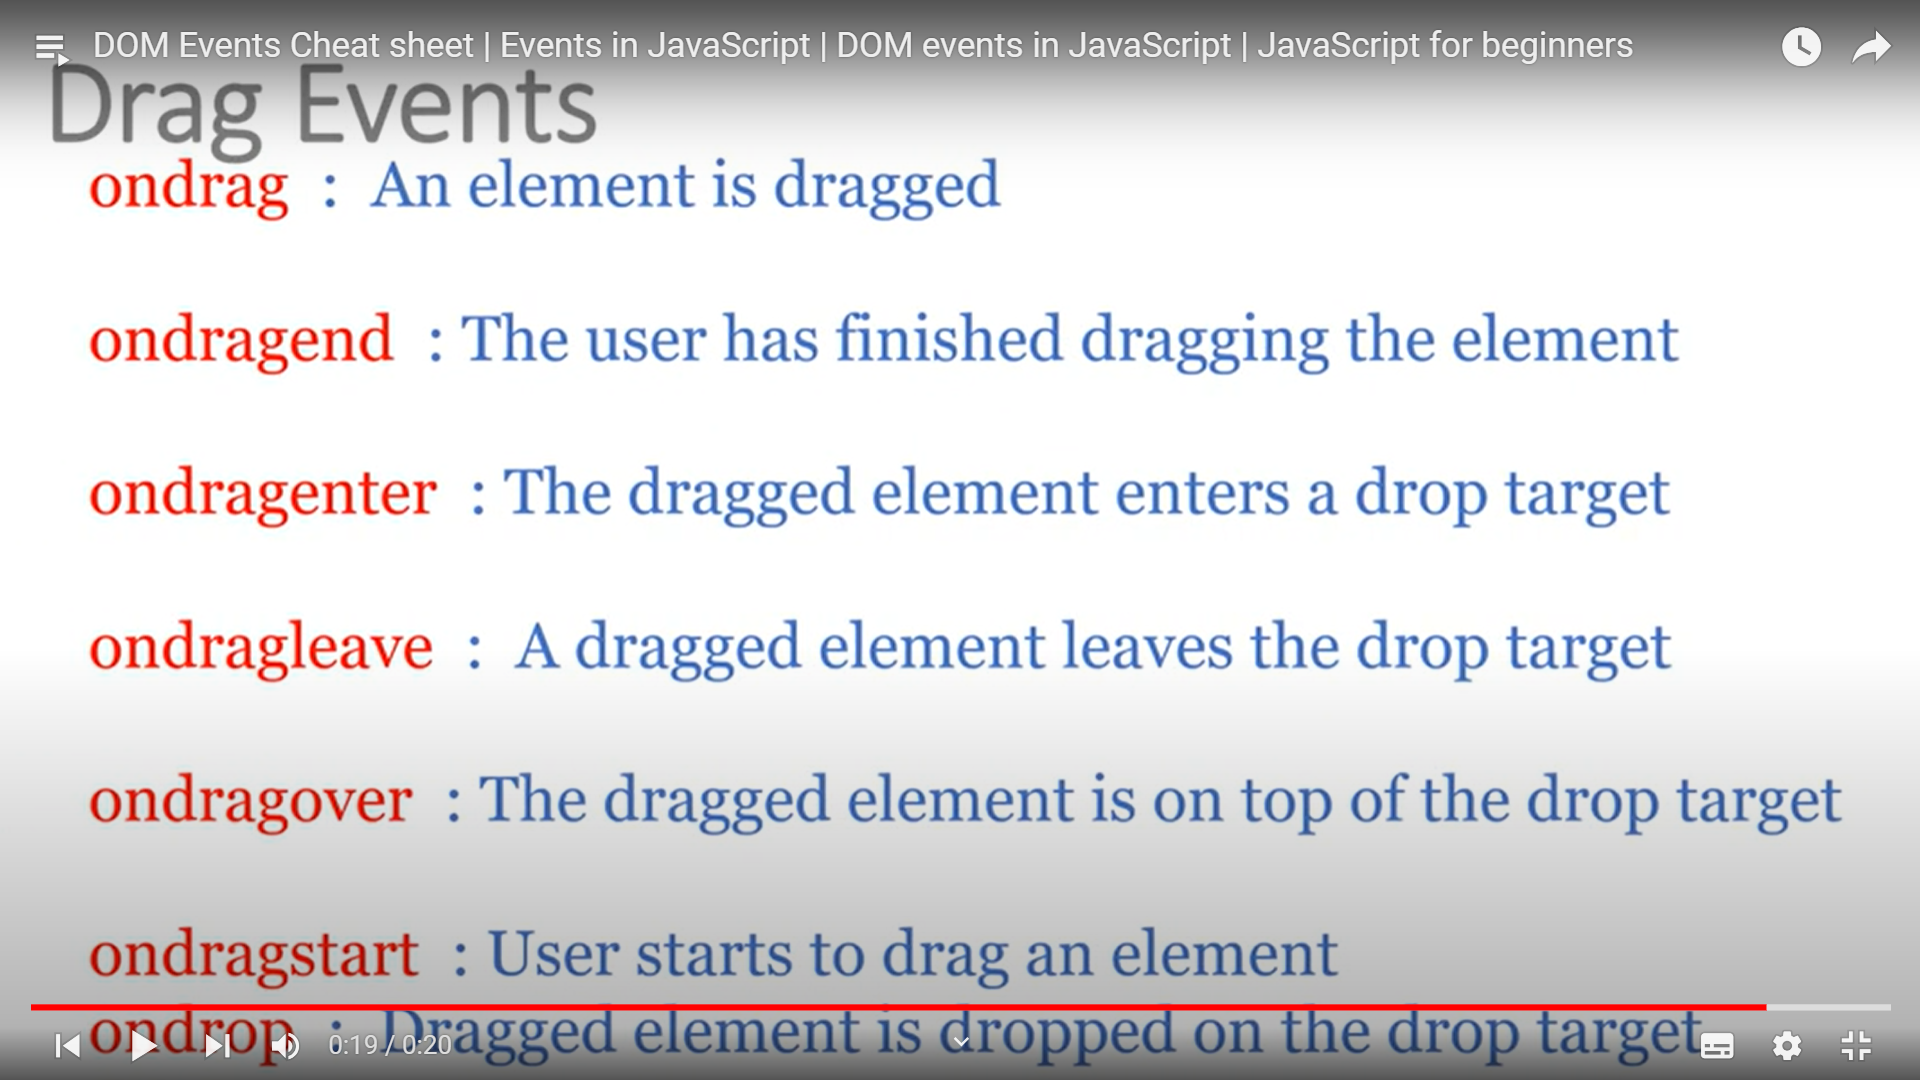 DOM Events Cheat sheet | Events in JavaScript | DOM events in JavaScript | JavaScript for beginners
Drag Events
ondrag : An element is dragged
ondragend : The user has finished dragging the element
ondragenter : The dragged element enters a drop target
ondragleave : A dragged element leaves the drop target
ondragover : The dragged element is on top of the drop target
ondragstart : User starts to drag an element
ondrop : Dragged element is dropped on the drop target
0:19 / 0:20